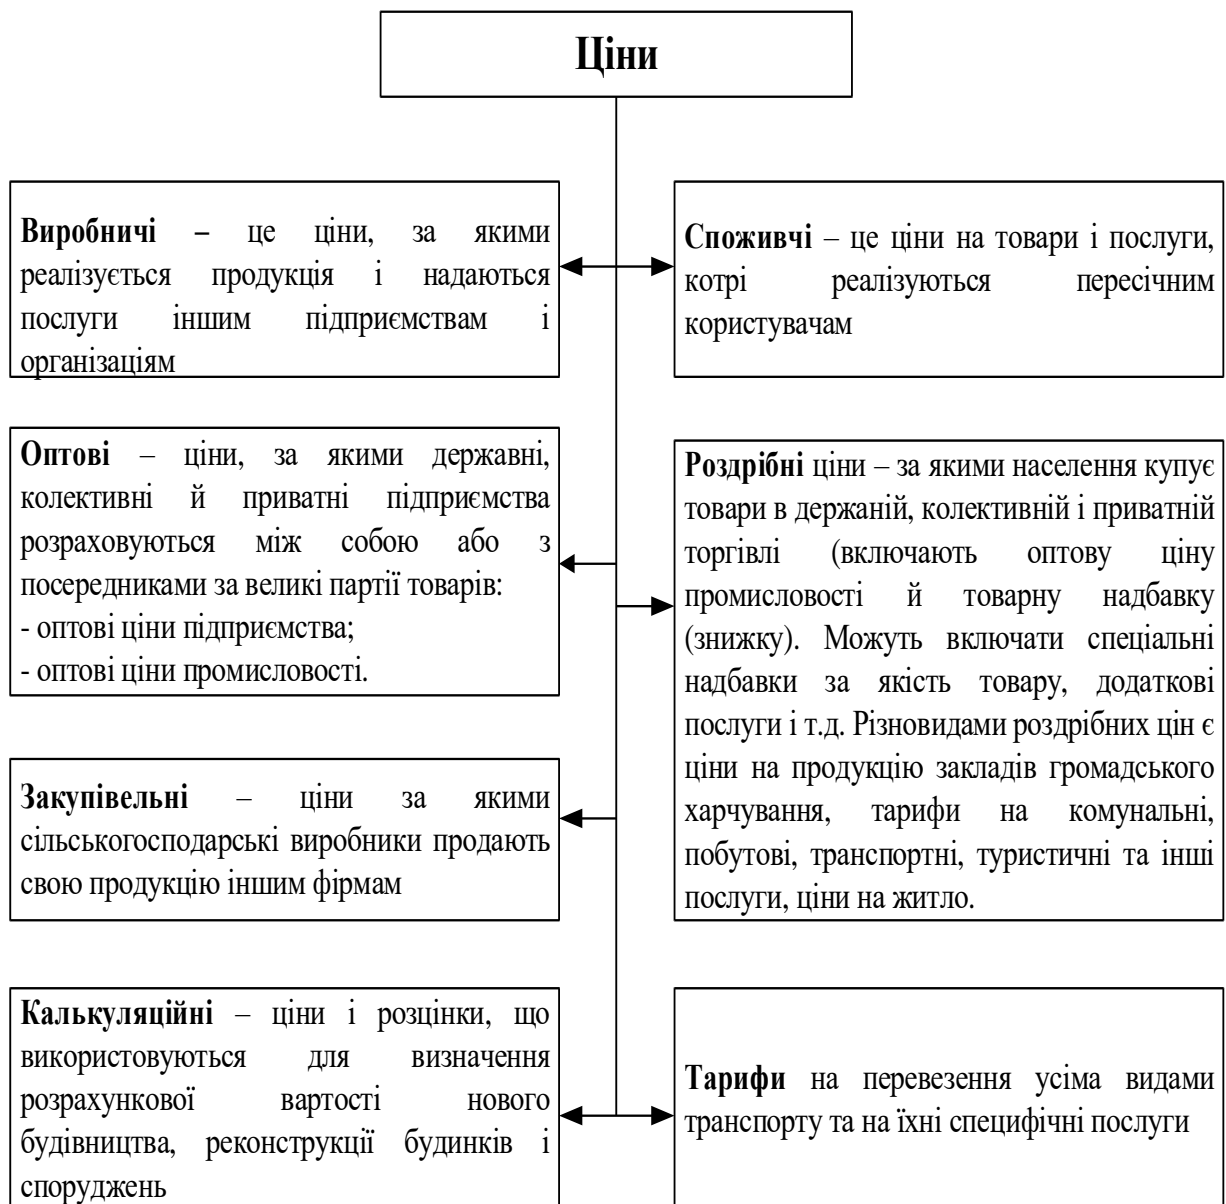 Ціни
Виробничі – це ціни, за якими
реалізується продукція і надаються
послуги іншим підприємствам і
організаціям
Споживчі – це ціни на товари і послуги,
котрі реалізуються пересічним
користувачам
Оптові – ціни, за якими державні,
колективні й приватні підприємства
розраховуються між собою або з
посередниками за великі партії товарів:
- оптові ціни підприємства;
- оптові ціни промисловості.
Роздрібні ціни – за якими населення купує
товари в держаній, колективній і приватній
торгівлі (включають оптову ціну
промисловості й товарну надбавку
(знижку). Можуть включати спеціальні
надбавки за якість товару, додаткові
послуги і т.д. Різновидами роздрібних цін є
ціни на продукцію закладів громадського
харчування, тарифи на комунальні,
побутові, транспортні, туристичні та інші
послуги, ціни на житло.
Закупівельні – ціни за якими
сільськогосподарські виробники продають
свою продукцію іншим фірмам
Калькуляційні – ціни і розцінки, що
використовуються для визначення
розрахункової вартості нового
будівництва, реконструкції будинків і
споруджень
Тарифи на перевезення усіма видами
транспорту та на їхні специфічні послуги